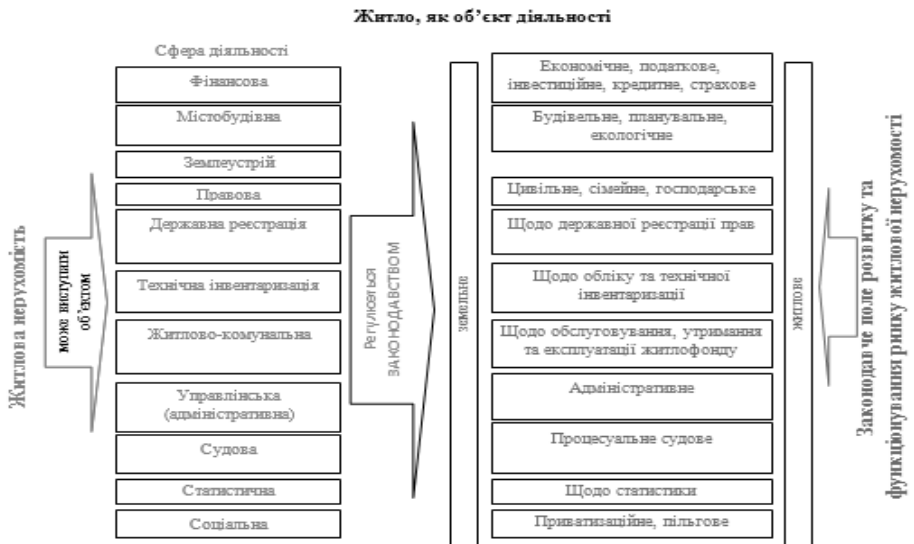 Житло, як об’єкт діяльності
Сфера діяльності
Фінансова
Містобудівна
Землеустрій
Правова
Державна реєстрація
Технічна інвентаризація
Житлово-комунальна
Управлінська
(адміністративна)
Судова
Статистична
Соціальна
Житлова нерухомість
може виступити
об’єктом
Регулюється
ЗАКОНОДАВСТВОМ
земельне
Економічне, податкове,
інвестиційне, кредитне, страхове
Будівельне, планувальне,
екологічне
Цивільне, сімейне, господарське
Щодо державної реєстрації прав
Щодо обліку та технічної
інвентаризації
Щодо обслуговування, утримання
та експлуатації житлофонду
Адміністративне
Процесуальне судове
Щодо статистики
Приватизаційне, пільгове
житлове
Законодавче поле розвитку та
функціонування ринку житлової нерухомості